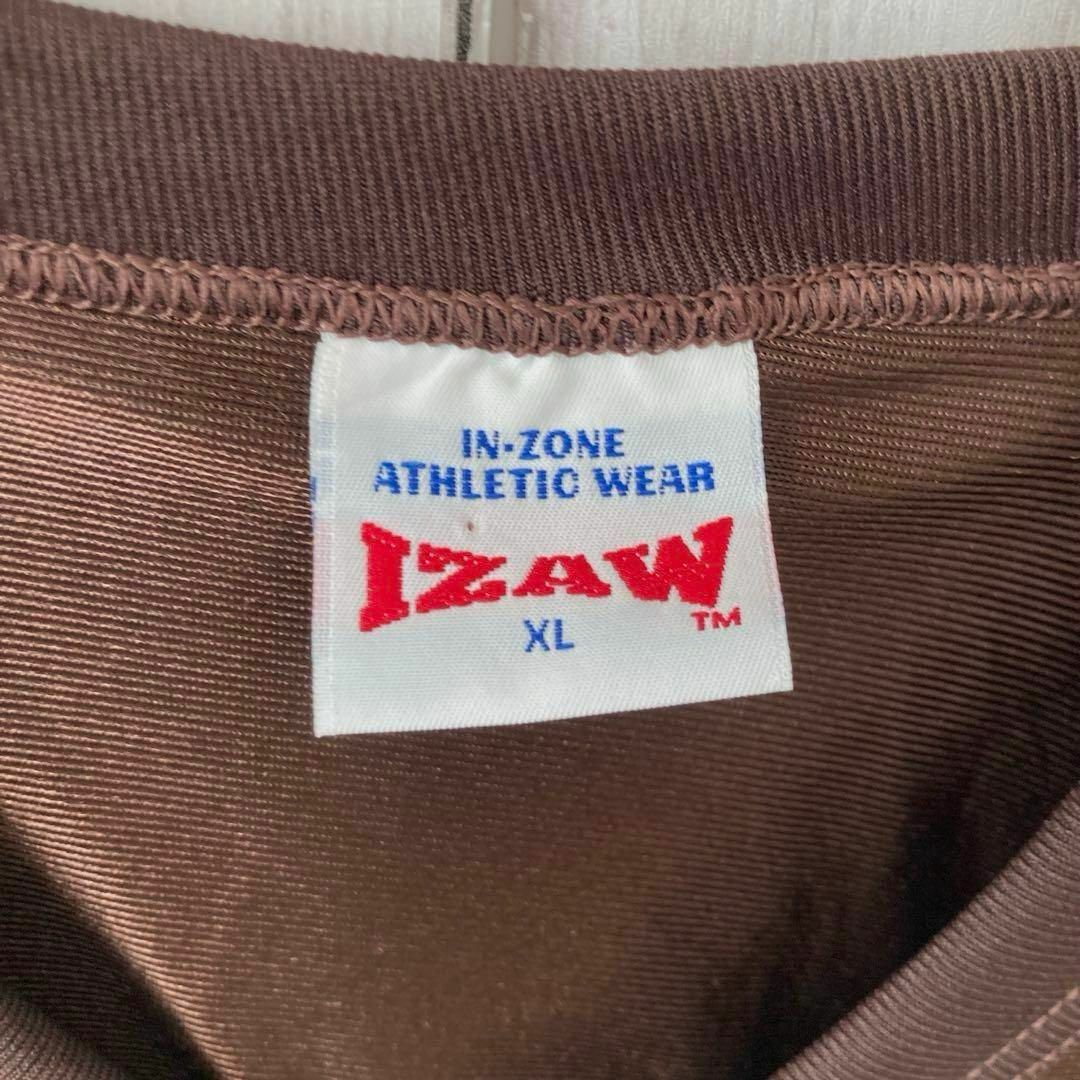 IN-ZONE
ATHLETIC WEAR
IZAW
TM
XL